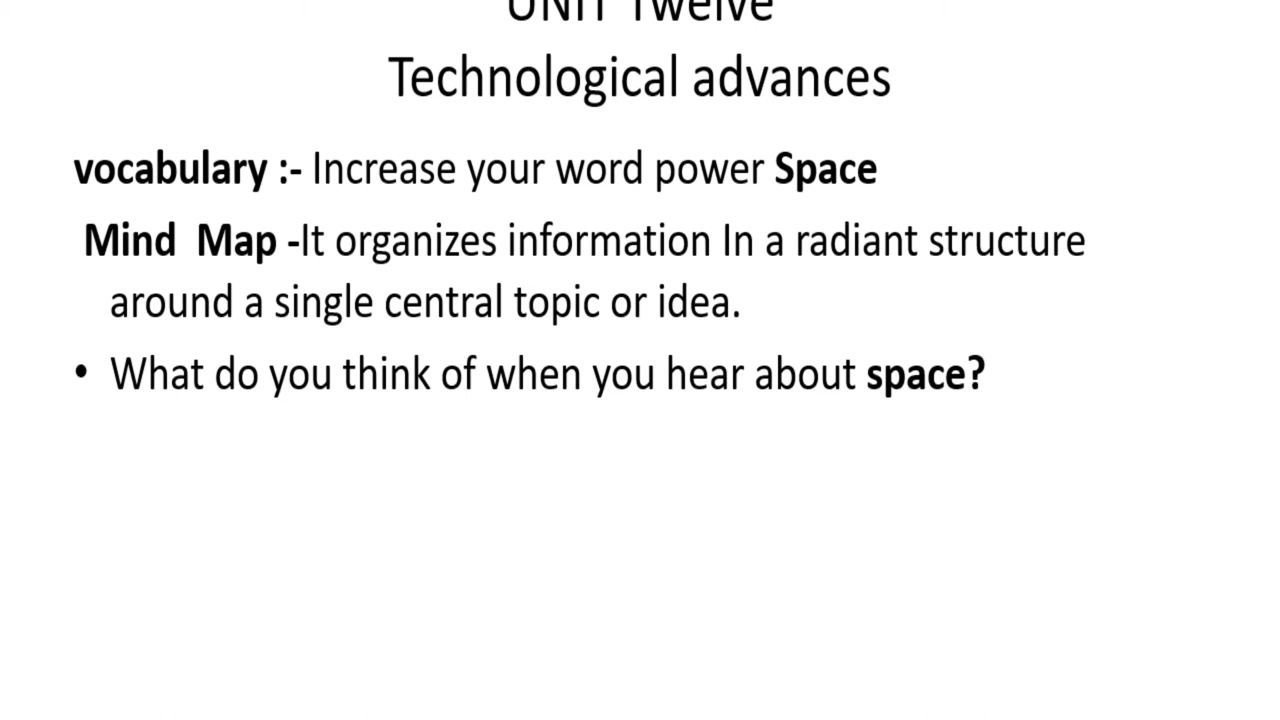 UNIT Twelve
Technological advances
vocabulary :- Increase your word power Space
Mind Map -It organizes information In a radiant structure
around a single central topic or idea.
• What do you think of when you hear about space?